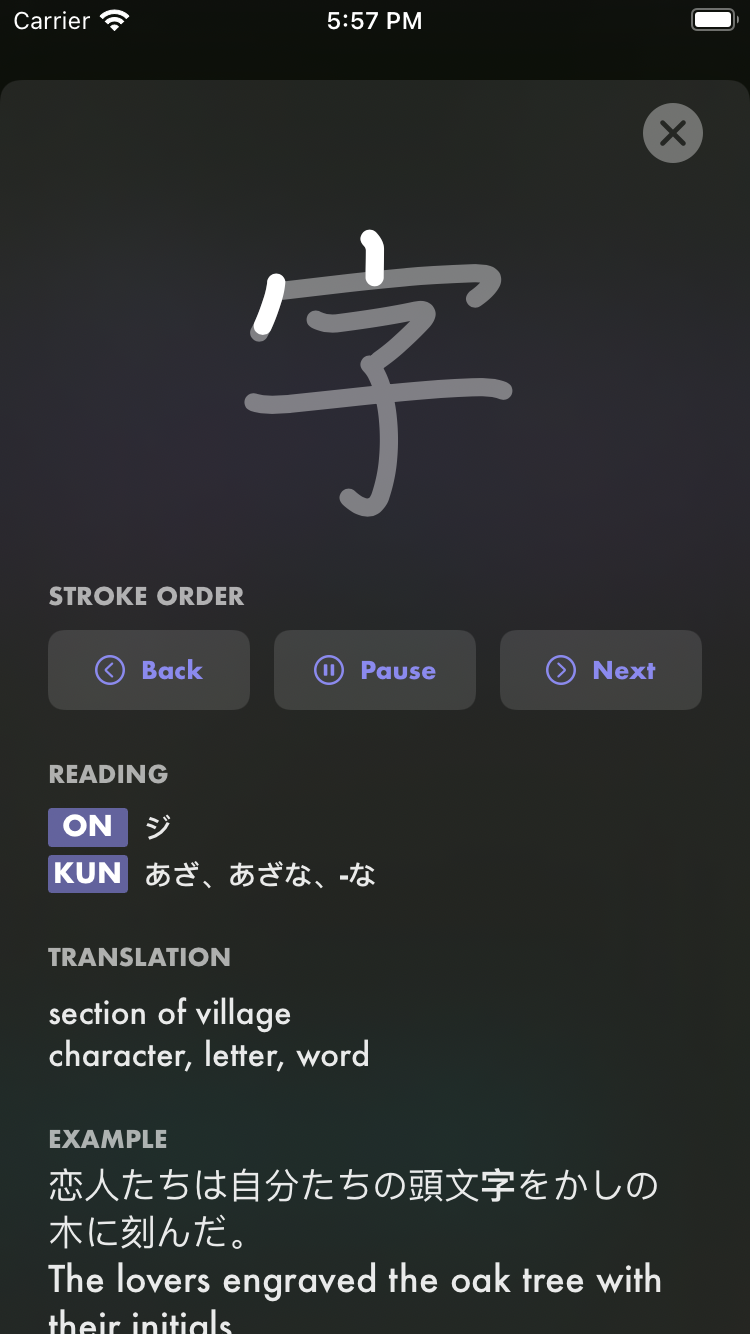 Carrier 5:57 PM
字
STROKE ORDER
Back Pause Next
READING
ON ジ
KUN あざ、あざな、-な
TRANSLATION
section of village
character, letter, word
EXAMPLE
恋人たちは自分たちの頭文字をかしの
木に刻んだ。
The lovers engraved the oak tree with
their initials